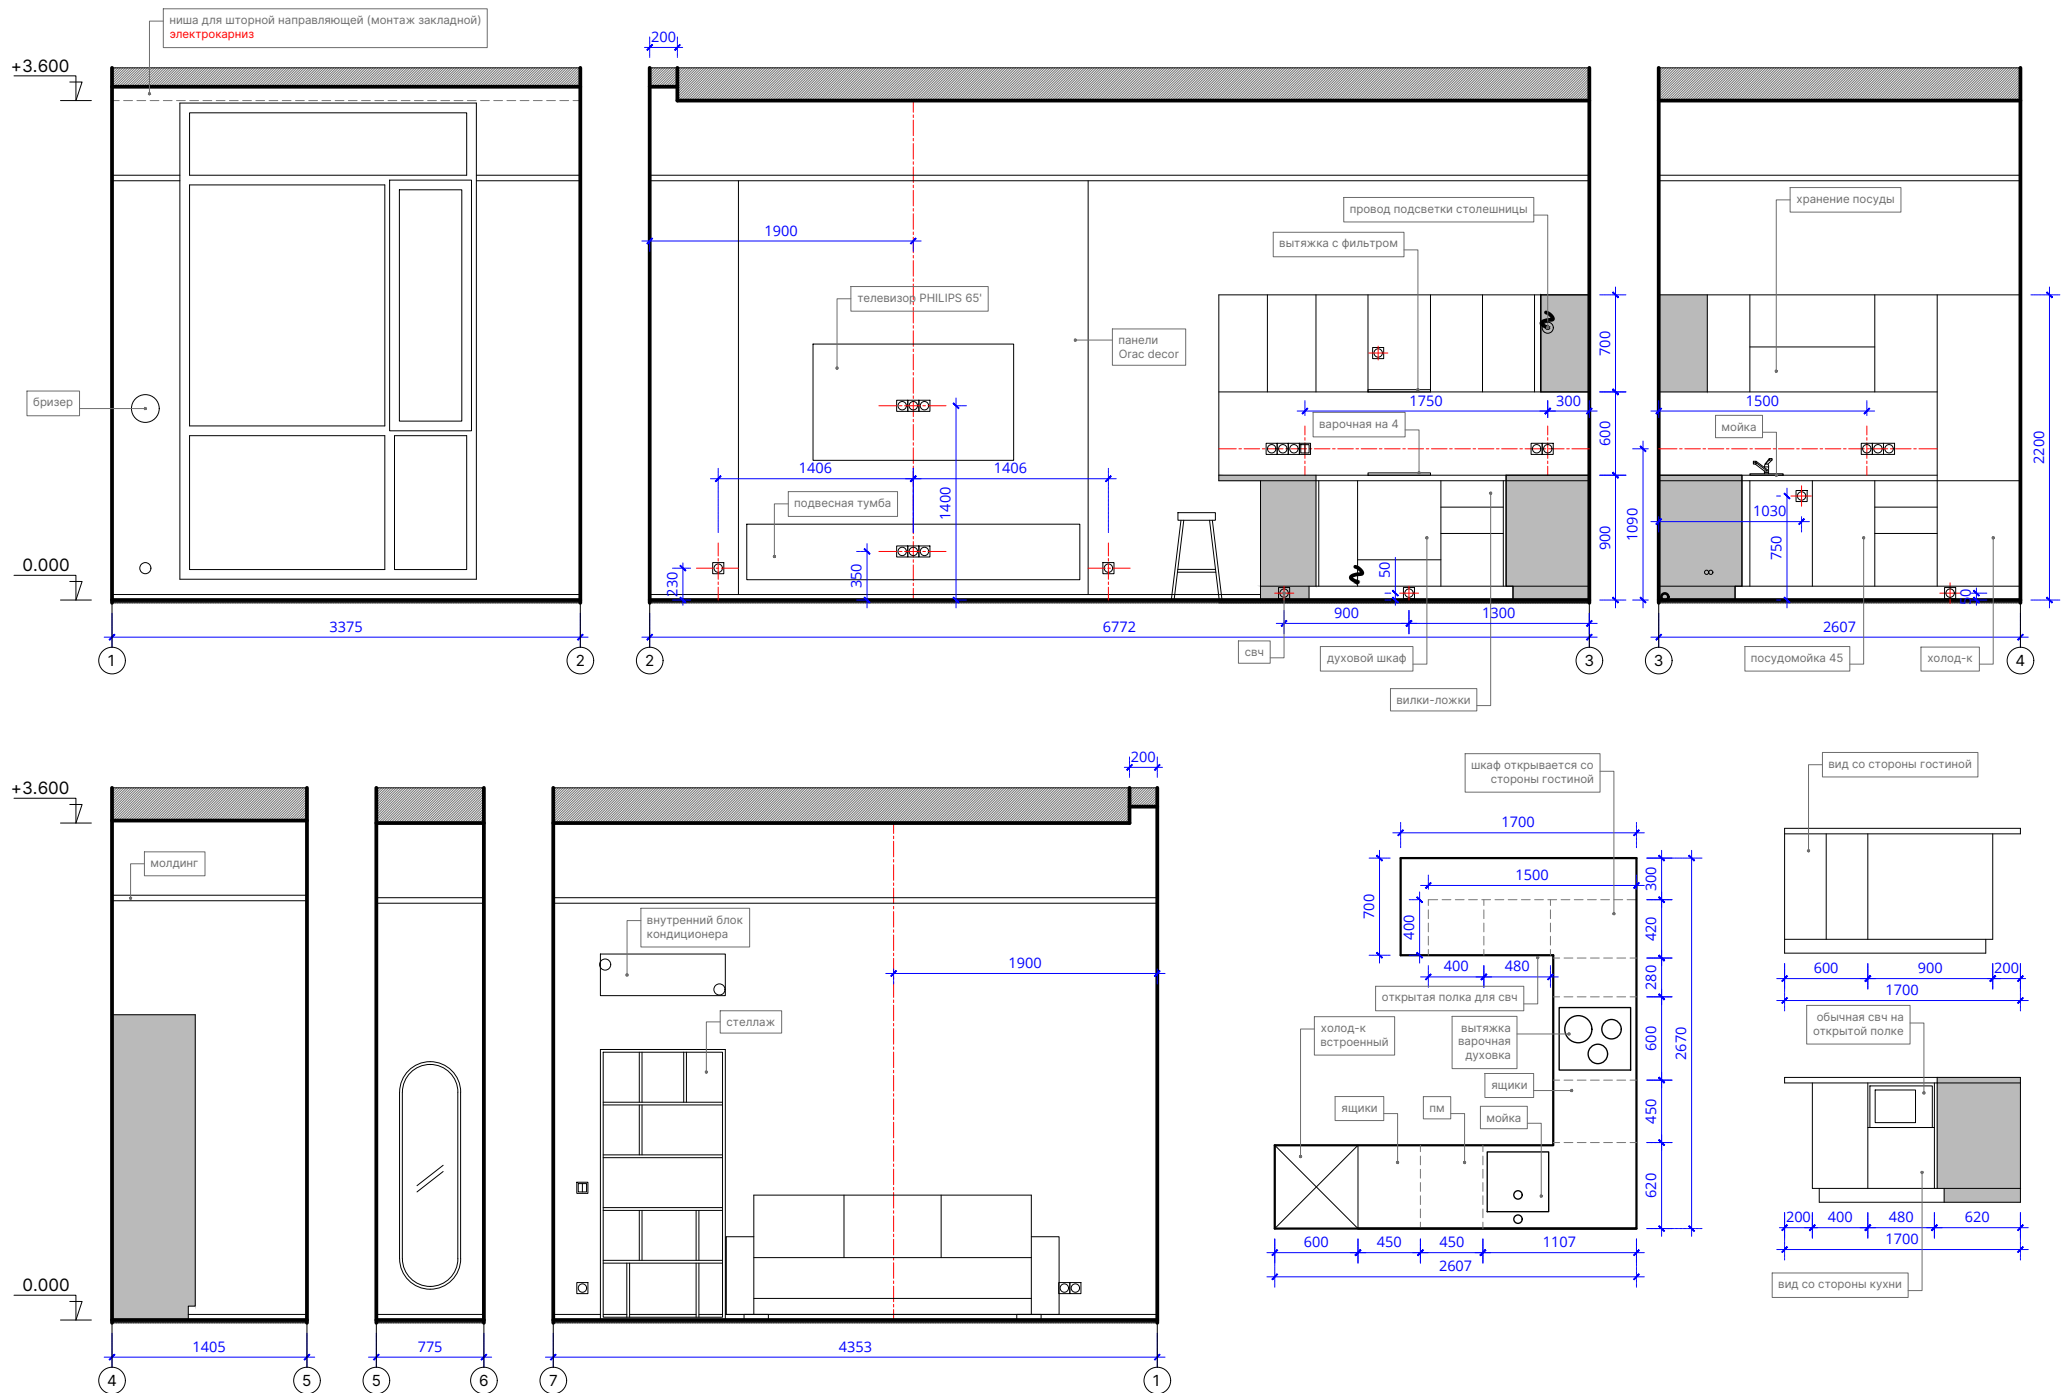 ниша для шторной направляющей (монтаж закладной)
электрокарниз
+3.600
бризер
0.000
3375
1
2
200
1900
телевизор PHILIPS 65'
панели
Orac decor
провод подсветки столешницы
вытяжка с фильтром
700
1750
300
варочная на 4
600
1406
1406
1400
подвесная тумба
350
230
50
900
900
1300
6772
свч
духовой шкаф
вилки-ложки
2
3
хранение посуды
1500
мойка
2200
1090
1030
750
50
2607
посудомойка 45
холод-к
3
4
+3.600
молдинг
0.000
1405
4
5
775
5
6
200
внутренний блок
кондиционера
1900
стеллаж
4353
7
1
шкаф открывается со
стороны гостиной
1700
1500
300
700
400
420
400
480
280
открытая полка для свч
холод-к
встроенный
вытяжка
варочная
духовка
600
2670
ящики
ящики
пм
мойка
450
620
600
450
450
1107
2607
вид со стороны гостиной
600
900
200
1700
обычная свч на
открытой полке
200
400
480
620
1700
вид со стороны кухни